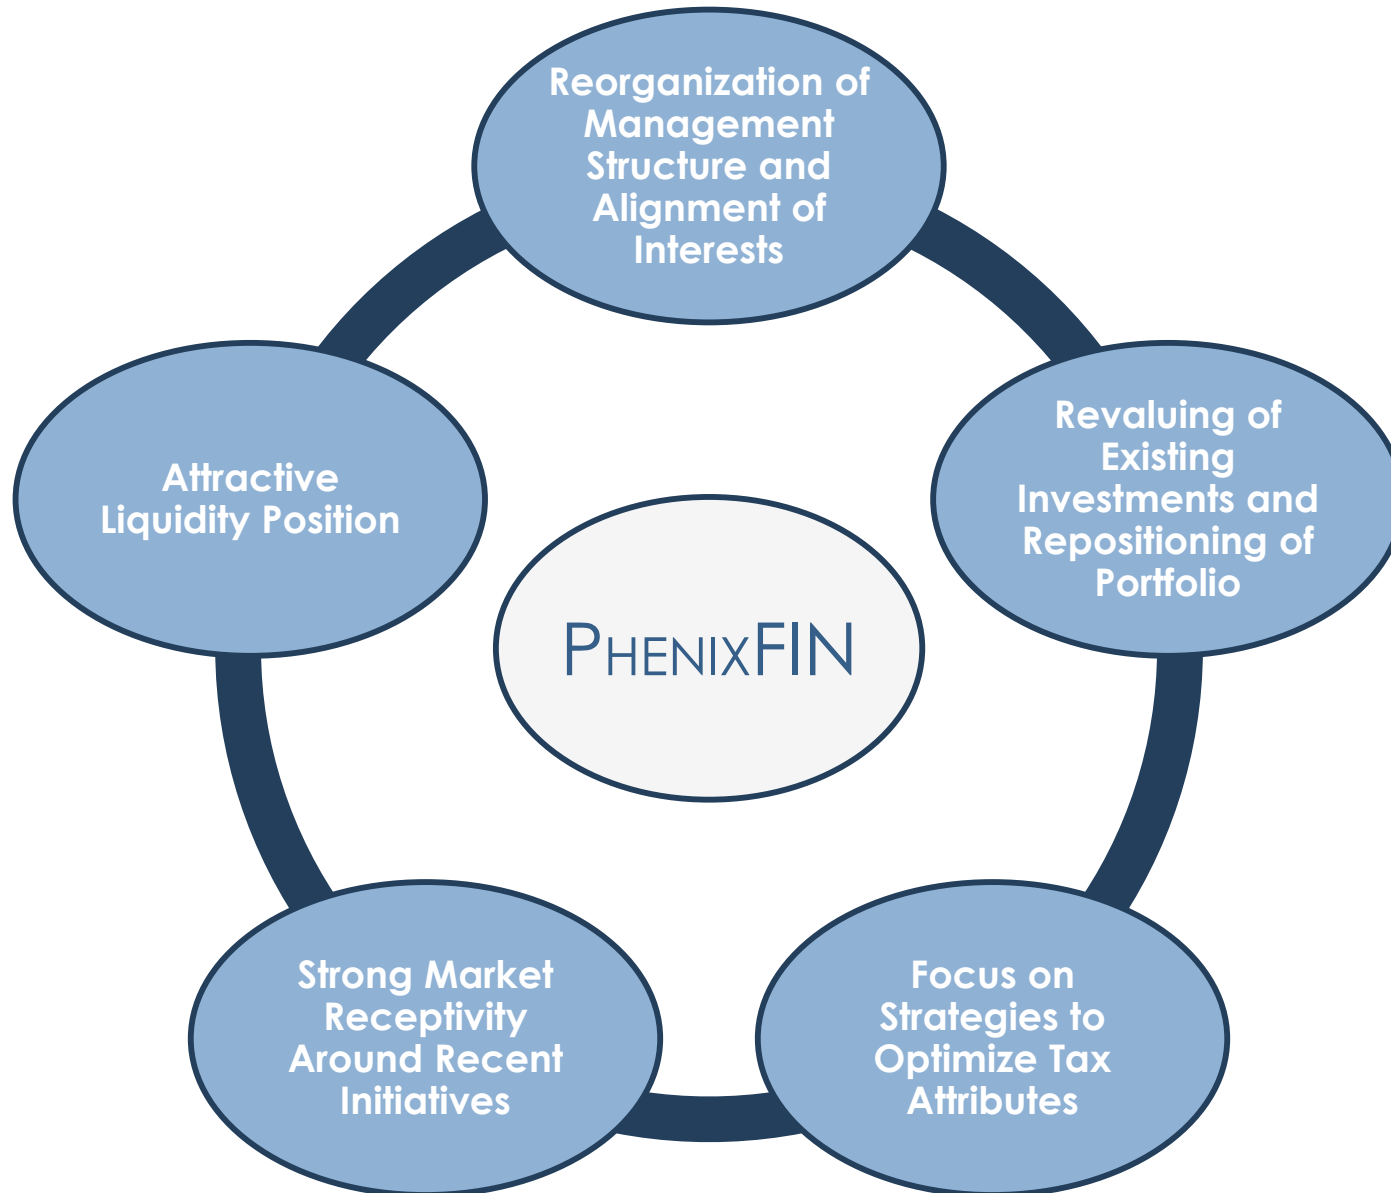 Reorganization of
Management
Structure and
Alignment of
Interests
Revaluing of
Existing
Investments and
Repositioning of
Portfolio
Attractive
Liquidity Position
PHENIXFIN
Strong Market
Receptivity
Around Recent
Initiatives
Focus on
Strategies to
Optimize Tax
Attributes